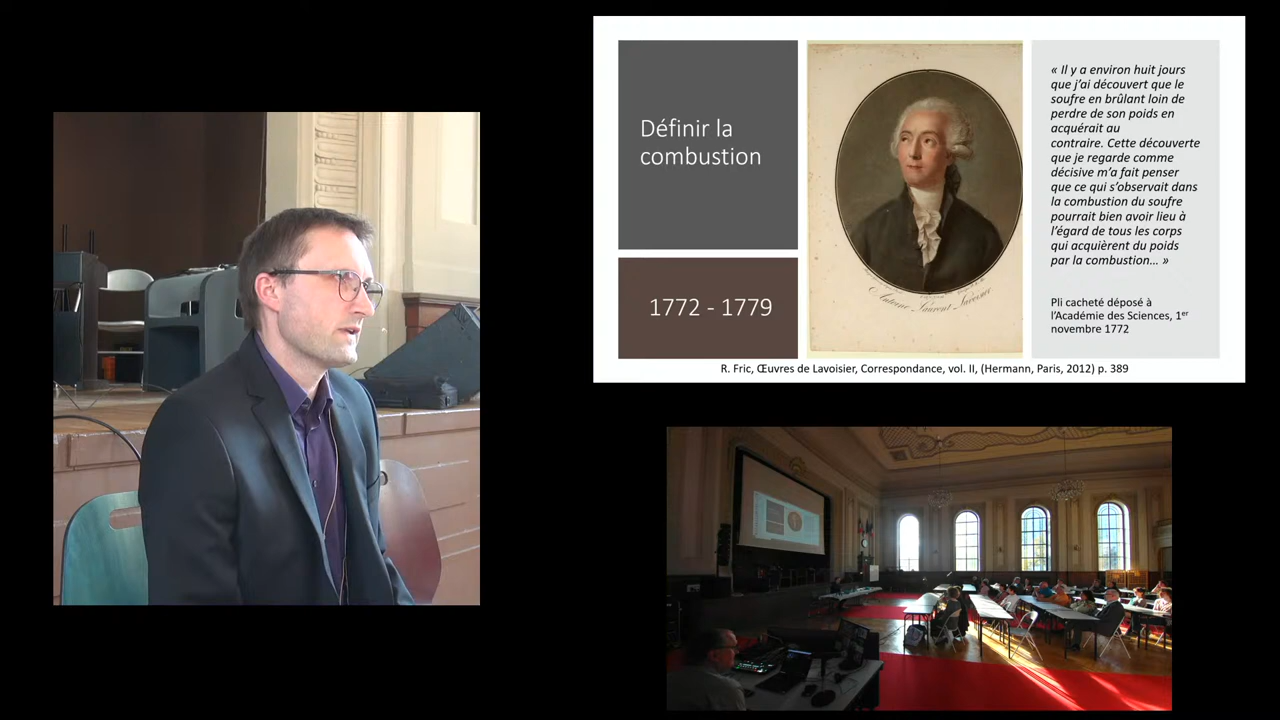 Définir la
combustion
1772 - 1779
Antoine Laurent Lavoisier
« Il y a environ huit jours
que j’ai découvert que le
soufre en brûlant loin de
perdre de son poids en
acquérait au
contraire. Cette découverte
que je regarde comme
décisive m’a fait penser
que ce qui s’observait dans
la combustion du soufre
pourrait bien avoir lieu à
l’égard de tous les corps
qui acquièrent du poids
par la combustion… »
Pli cacheté déposé à
l’Académie des Sciences, 1er
novembre 1772
R. Fric, Œuvres de Lavoisier, Correspondance, vol. II, (Hermann, Paris, 2012) p. 389